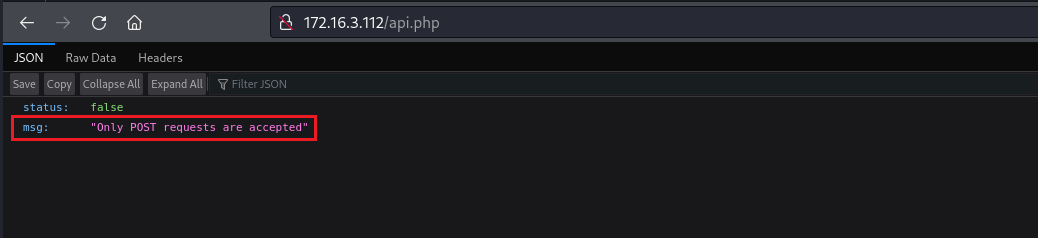 172.16.3.112/api.php
JSON Raw Data Headers
Save Copy Collapse All Expand All Filter JSON
status: false
msg: "Only POST requests are accepted"